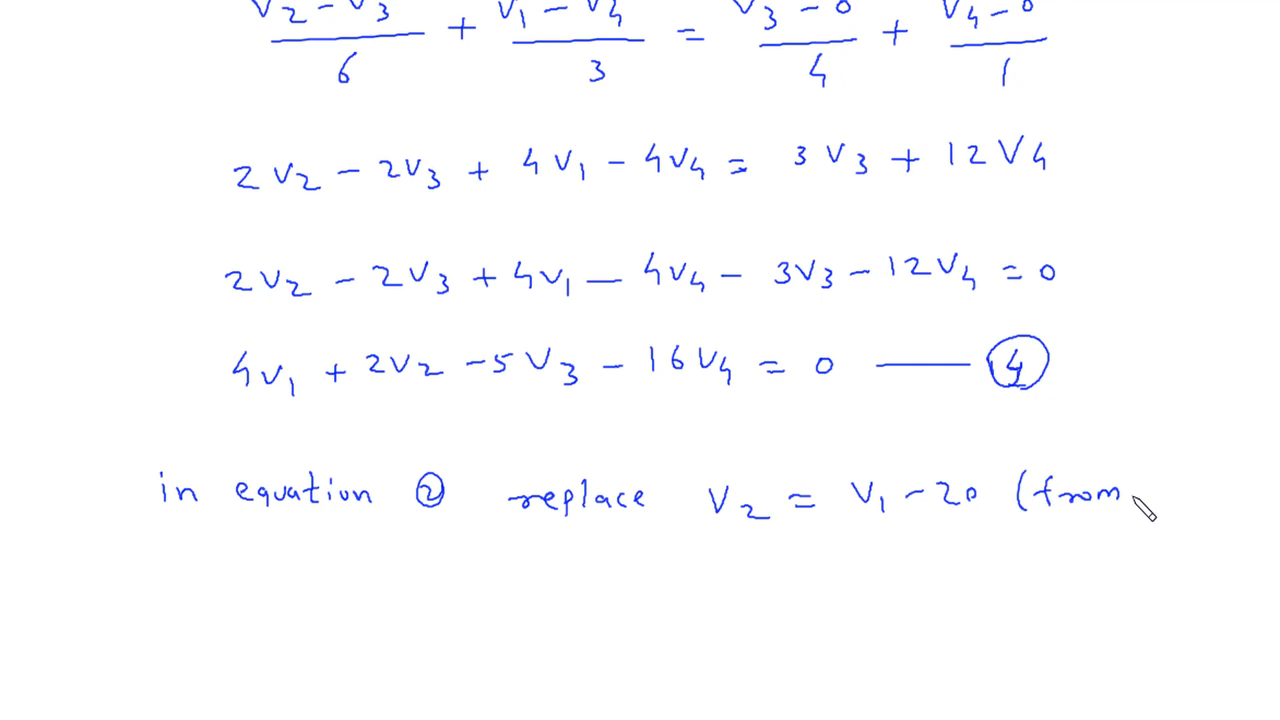 V2 - V3 / 6 + V1 - V4 / 3 = V3 - 0 / 4 + V4 - 0 / 1
2V2 - 2V3 + 4V1 - 4V4 = 3V3 + 12V4
2V2 - 2V3 + 4V1 - 4V4 - 3V3 - 12V4 = 0
4V1 + 2V2 - 5V3 - 16V4 = 0 —— ④
in equation ② replace V2 = V1 - 20 (from